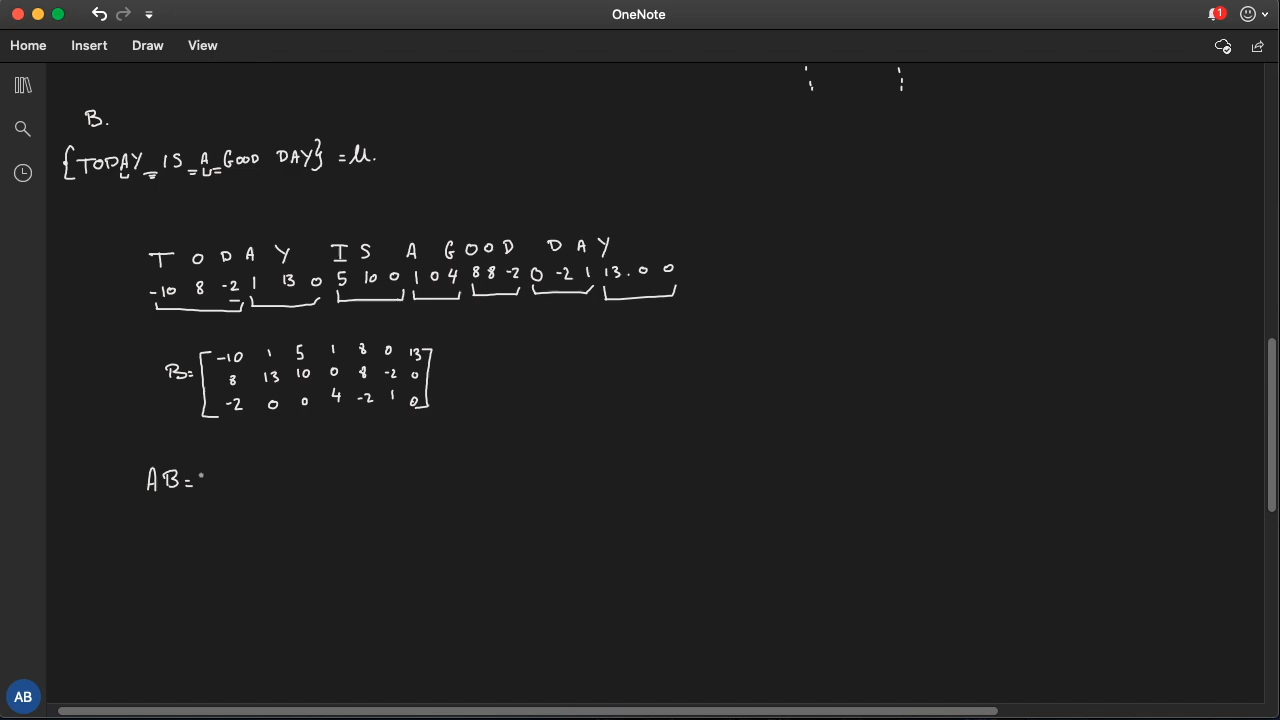 OneNote
1
Home Insert Draw View
B.
{TODAY IS A GOOD DAY} = M.
T O D A Y I S A G O O D D A Y
-10 8 -2 1 13 0 5 10 0 1 0 4 8 8 -2 0 -2 1 13. 0 0
-10 1 5 1 8 0 13
B= 8 13 10 0 8 -2 0
-2 0 0 4 -2 1 0
AB=
AB